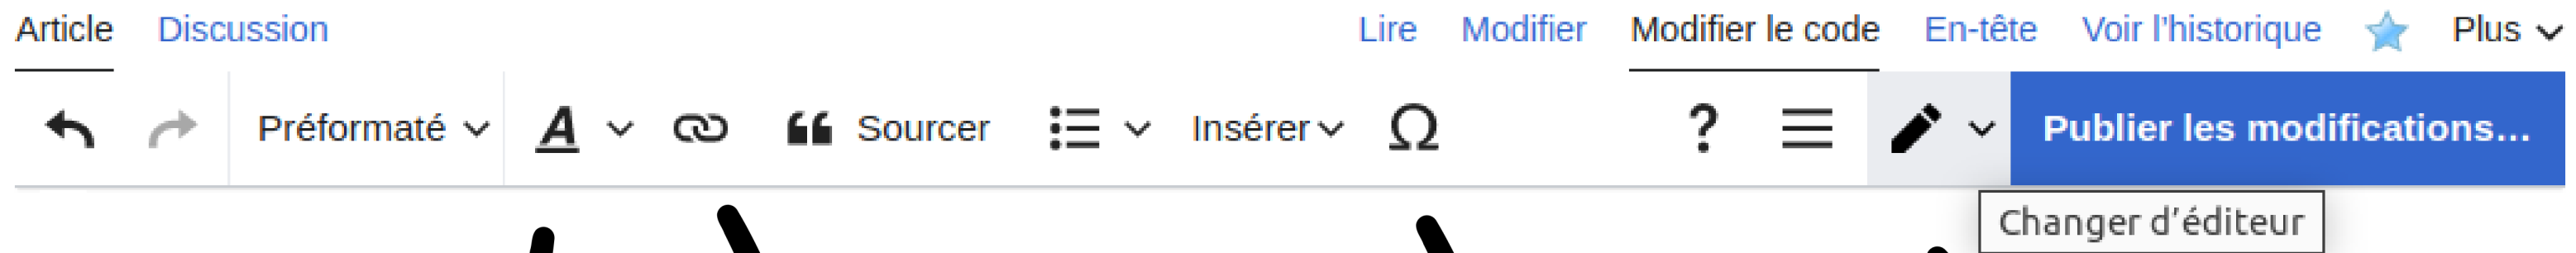 Article Discussion Lire Modifier Modifier le code En-tête Voir l'historique Plus
Préformaté A Sourcer Insérer Ω ? Publier les modifications...
Changer d'éditeur